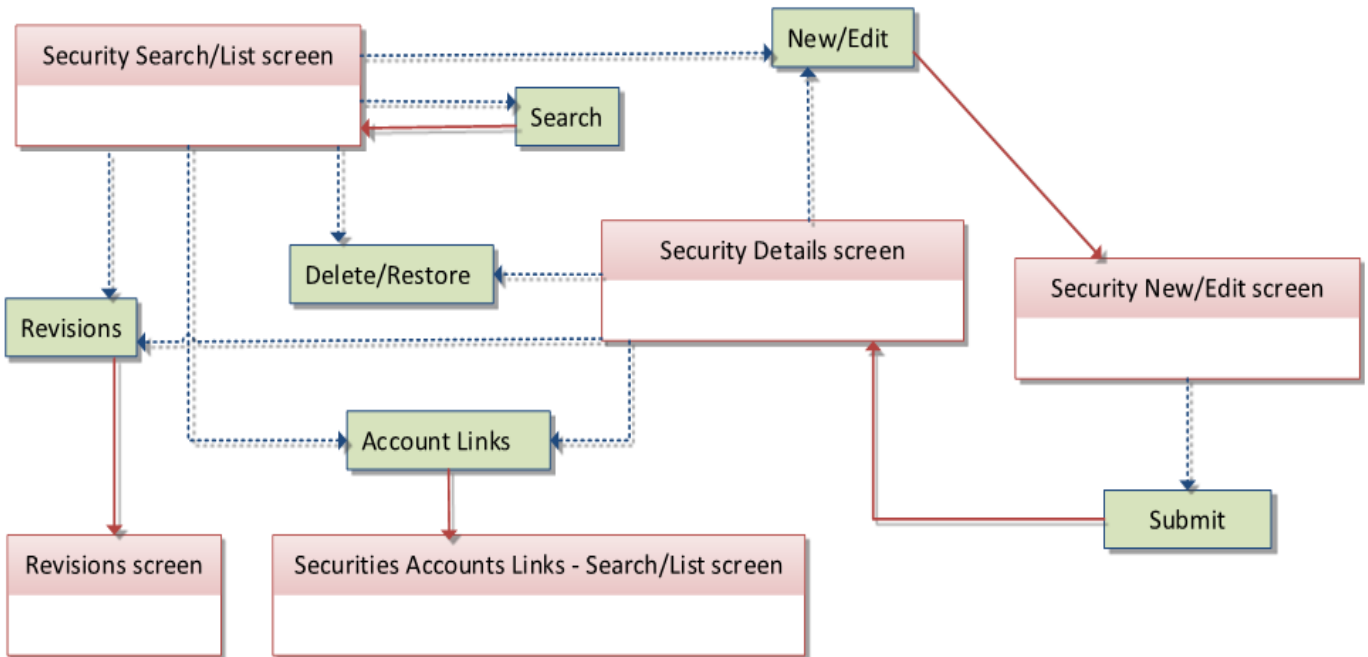 New/Edit
Security Search/List screen
Search
Security Details screen
Delete/Restore
Security New/Edit screen
Revisions
Account Links
Submit
Revisions screen
Securities Accounts Links - Search/List screen